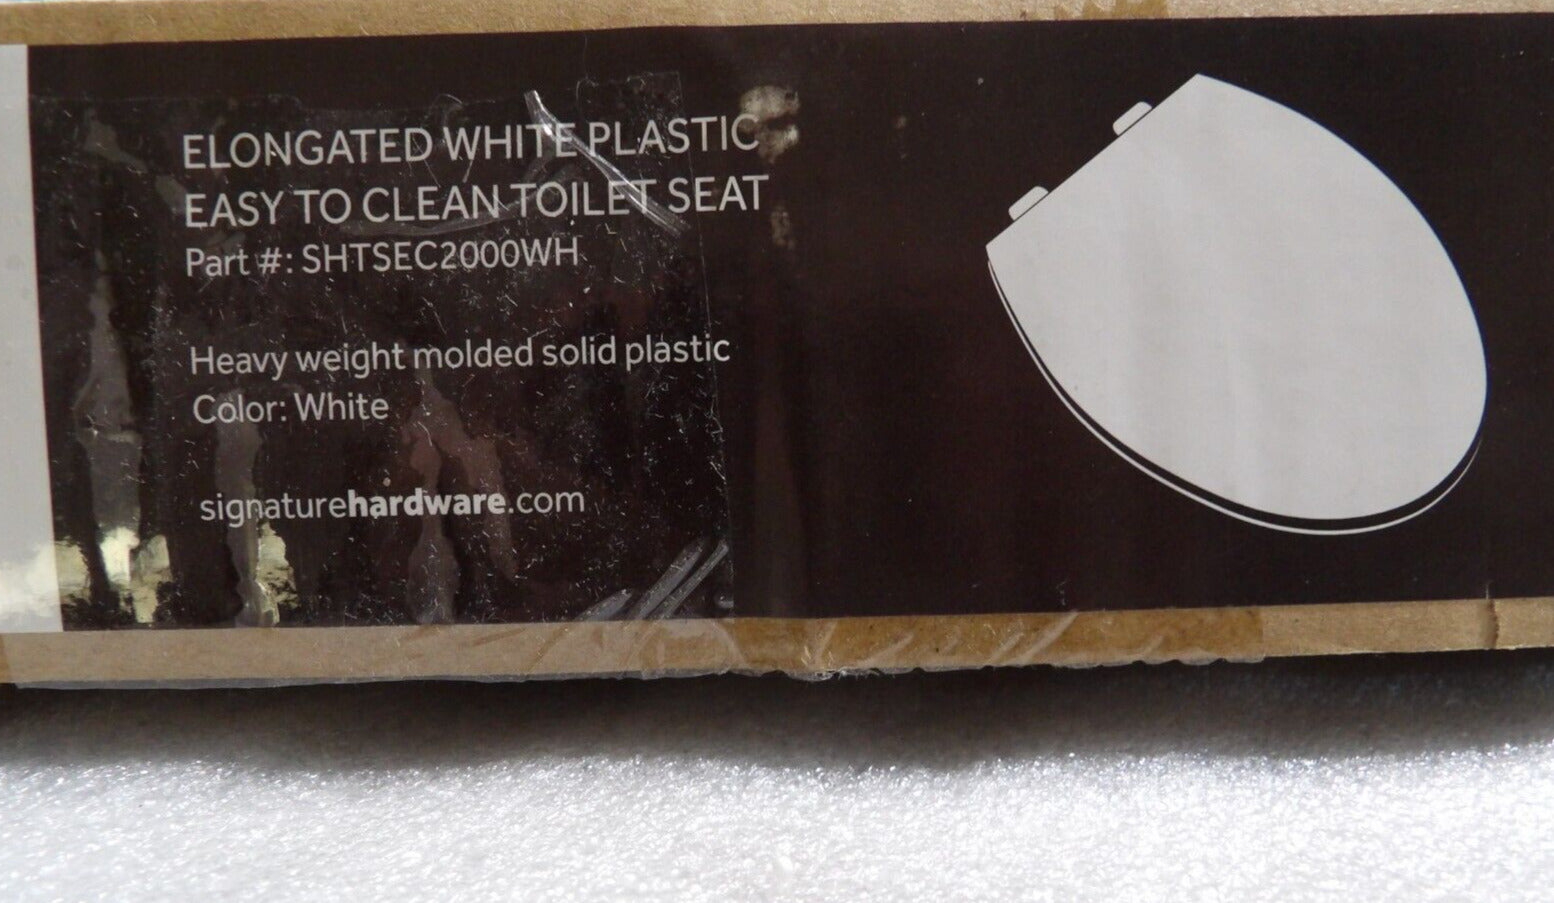 ELONGATED WHITE PLASTIC
EASY TO CLEAN TOILET SEAT
Part #: SHTSEC2000WH
Heavy weight molded solid plastic
Color: White
signaturehardware.com